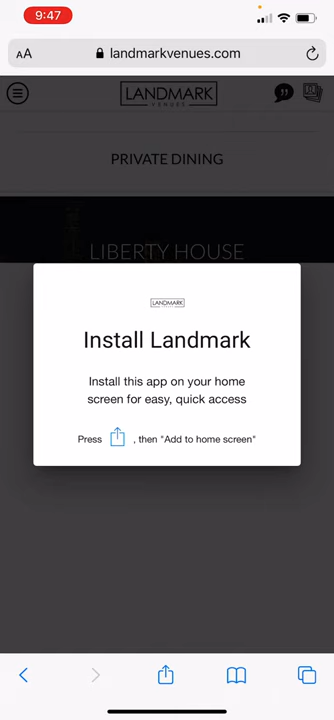 9:47
AA landmarkvenues.com
LANDMARK
VENUES
PRIVATE DINING
LIBERTY HOUSE
LANDMARK
Install Landmark
Install this app on your home
screen for easy, quick access
Press , then "Add to home screen"